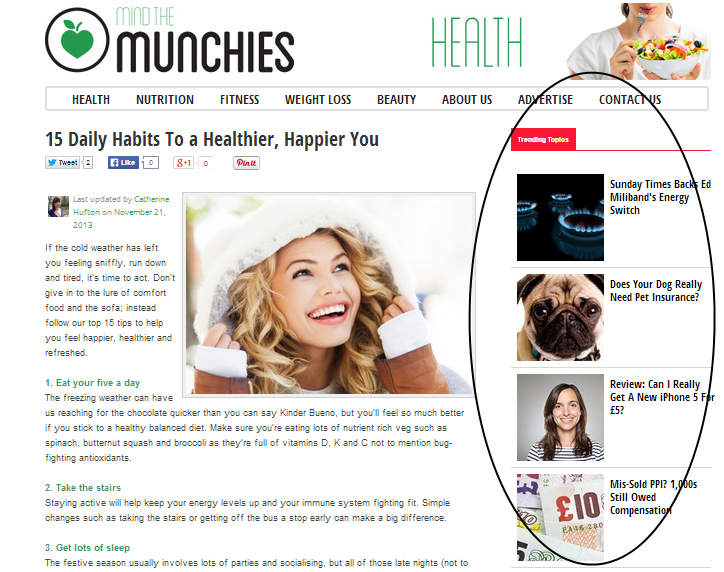 MIND THE
MUNCHIES
HEALTH
HEALTH NUTRITION FITNESS WEIGHT LOSS BEAUTY ABOUT US ADVERTISE CONTACT US
15 Daily Habits To a Healthier, Happier You
Tweet 2 Like 0 g+1 0 Pin it
Last updated by Catherine
Hufton on November 21,
2013
If the cold weather has left
you feeling sniffly, run down
and tired, it's time to act. Don't
give in to the lure of comfort
food and the sofa; instead
follow our top 15 tips to help
you feel happier, healthier and
refreshed.
1. Eat your five a day
The freezing weather can have
us reaching for the chocolate quicker than you can say Kinder Bueno, but you'll feel so much better
if you stick to a healthy balanced diet. Make sure you're eating lots of nutrient rich veg such as
spinach, butternut squash and broccoli as they're full of vitamins D, K and C not to mention bug-
fighting antioxidants.
2. Take the stairs
Staying active will help keep your energy levels up and your immune system fighting fit. Simple
changes such as taking the stairs or getting off the bus a stop early can make a big difference.
3. Get lots of sleep
The festive season usually involves lots of parties and socialising, but all of those late nights (not to
Trending Topics
Sunday Times Backs Ed
Miliband's Energy
Switch
Does Your Dog Really
Need Pet Insurance?
Review: Can I Really
Get A New iPhone 5 For
£5?
Mis-Sold PPI? 1,000s
Still Owed
Compensation
£10